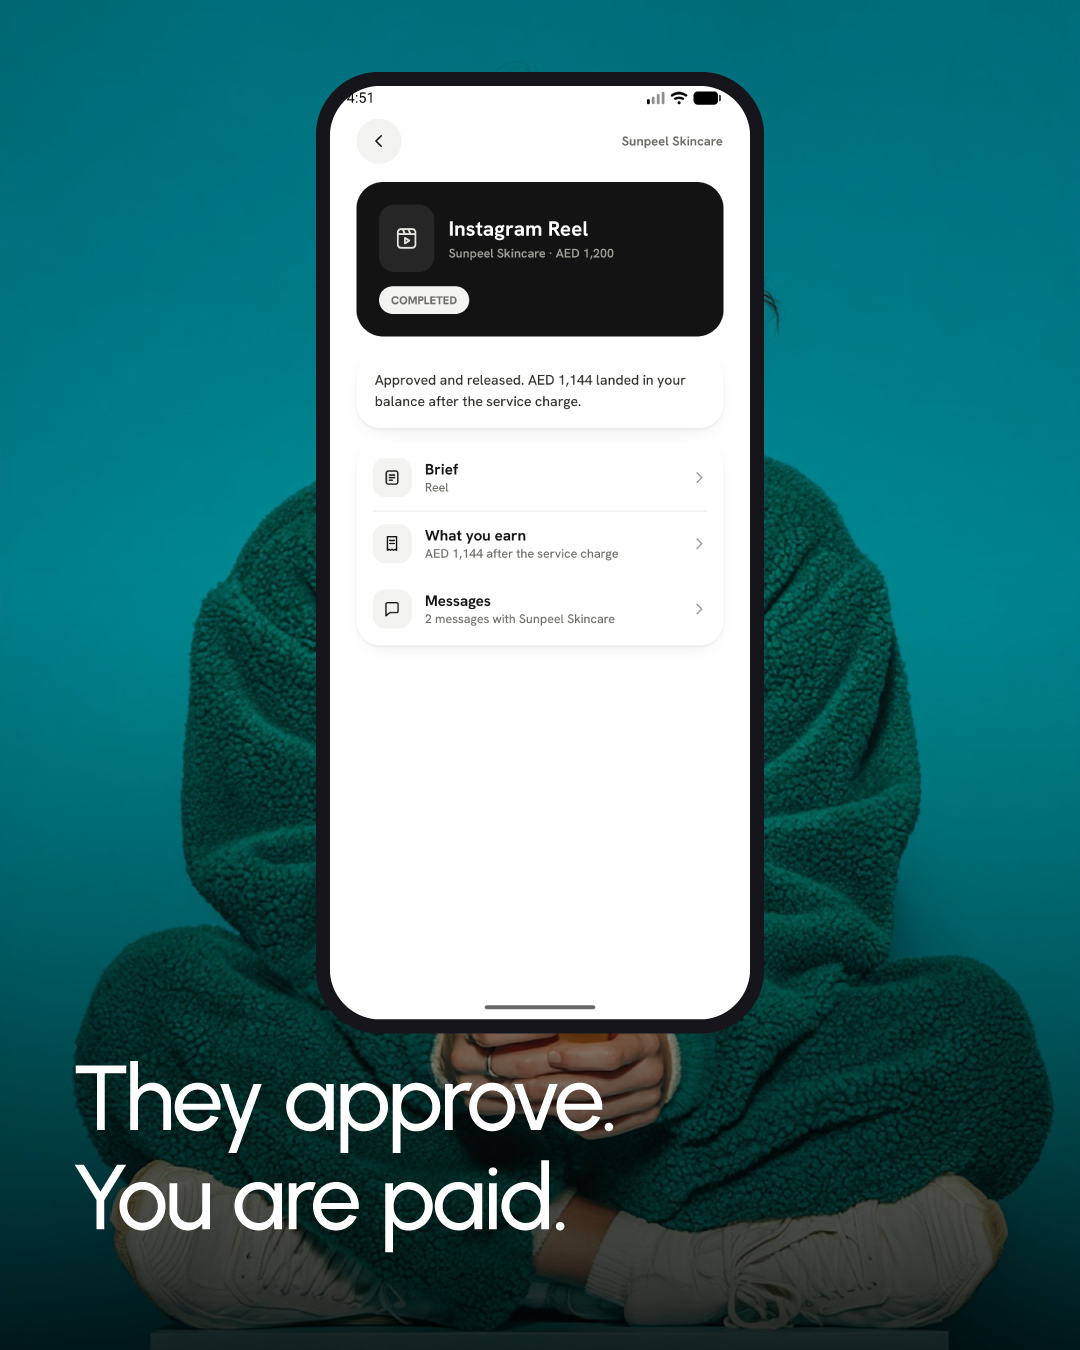 4:51
Sunpeel Skincare
Instagram Reel
Sunpeel Skincare · AED 1,200
COMPLETED
Approved and released. AED 1,144 landed in your
balance after the service charge.
Brief
Reel
What you earn
AED 1,144 after the service charge
Messages
2 messages with Sunpeel Skincare
They approve.
You are paid.